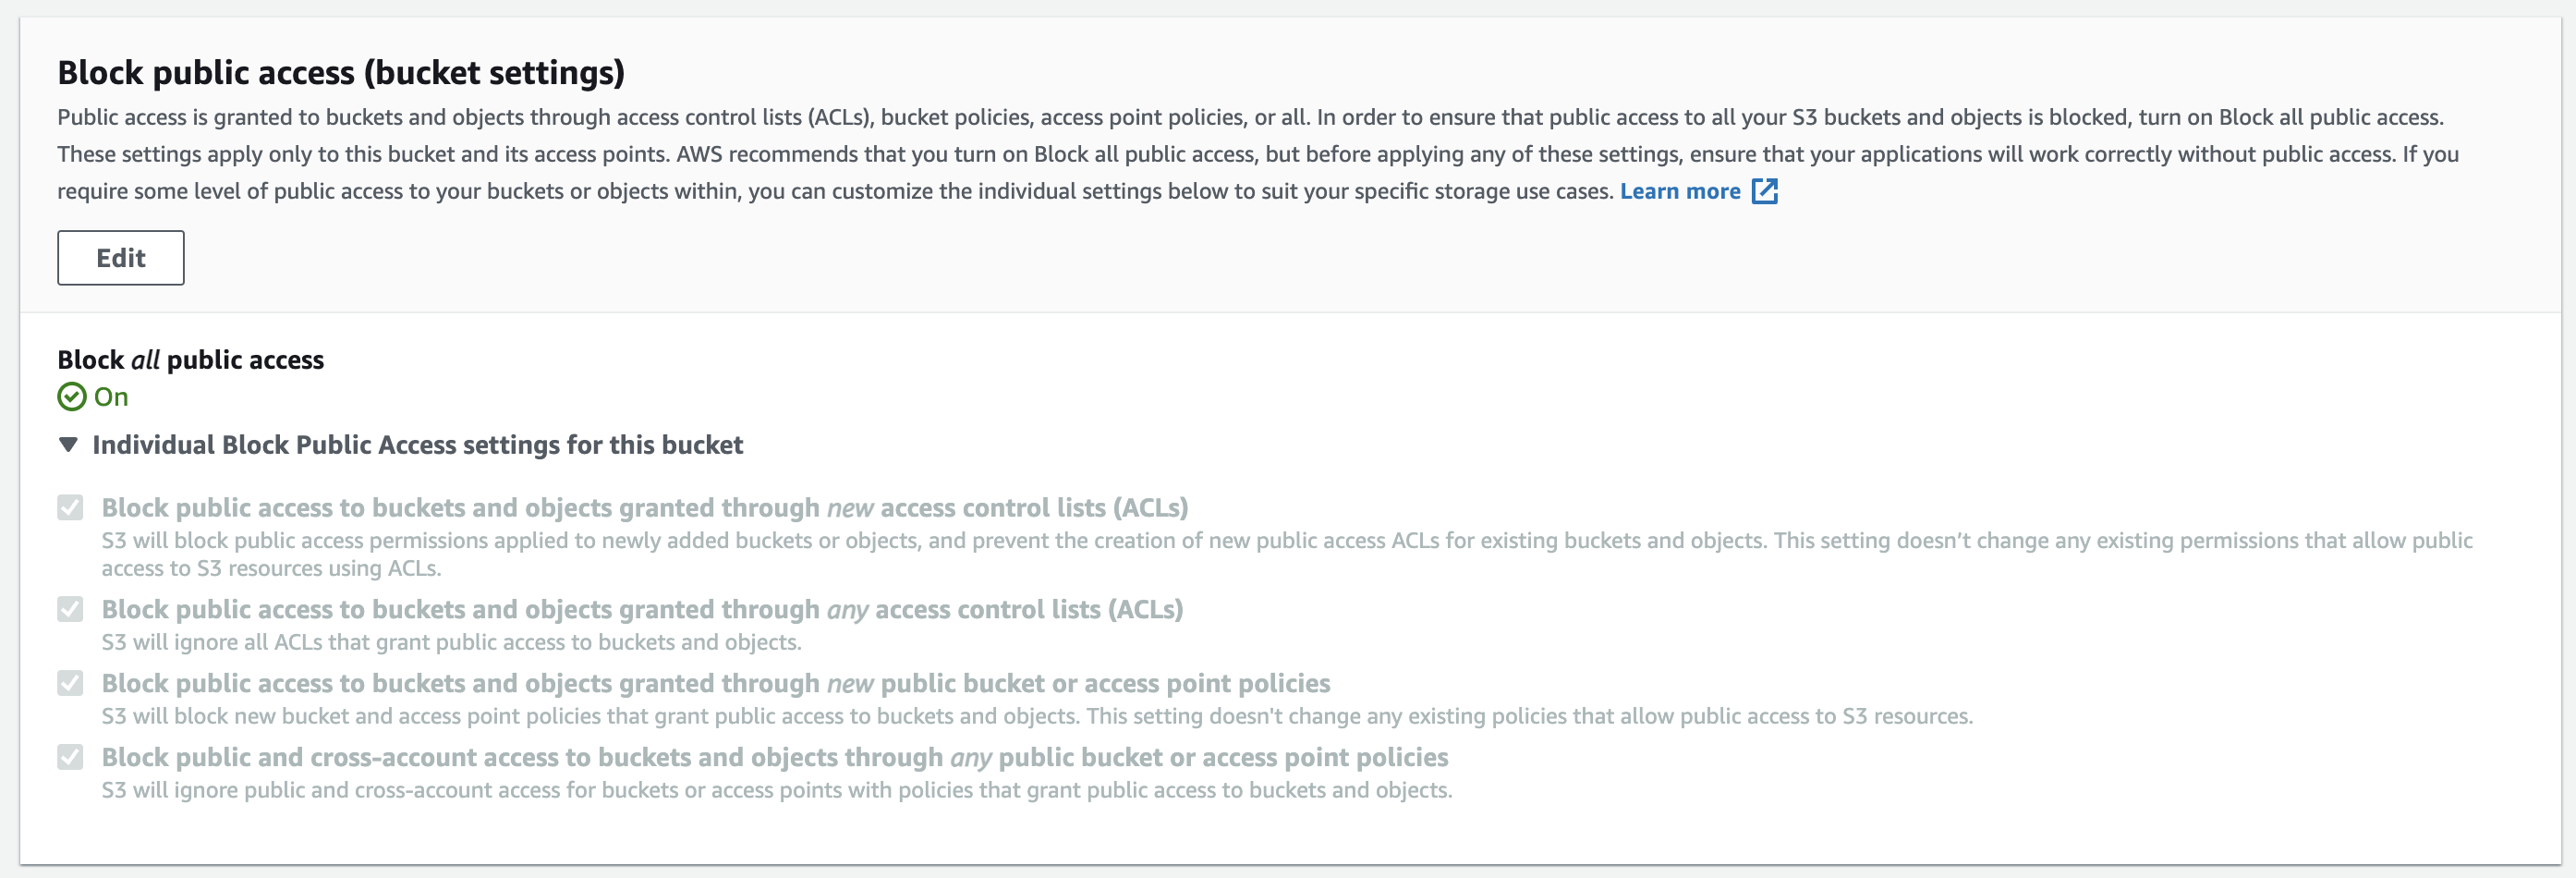 Block public access (bucket settings)
Public access is granted to buckets and objects through access control lists (ACLs), bucket policies, access point policies, or all. In order to ensure that public access to all your S3 buckets and objects is blocked, turn on Block all public access.
These settings apply only to this bucket and its access points. AWS recommends that you turn on Block all public access, but before applying any of these settings, ensure that your applications will work correctly without public access. If you
require some level of public access to your buckets or objects within, you can customize the individual settings below to suit your specific storage use cases. Learn more
Edit
Block all public access
On
Individual Block Public Access settings for this bucket
Block public access to buckets and objects granted through new access control lists (ACLs)
S3 will block public access permissions applied to newly added buckets or objects, and prevent the creation of new public access ACLs for existing buckets and objects. This setting doesn’t change any existing permissions that allow public
access to S3 resources using ACLs.
Block public access to buckets and objects granted through any access control lists (ACLs)
S3 will ignore all ACLs that grant public access to buckets and objects.
Block public access to buckets and objects granted through new public bucket or access point policies
S3 will block new bucket and access point policies that grant public access to buckets and objects. This setting doesn't change any existing policies that allow public access to S3 resources.
Block public and cross-account access to buckets and objects through any public bucket or access point policies
S3 will ignore public and cross-account access for buckets or access points with policies that grant public access to buckets and objects.